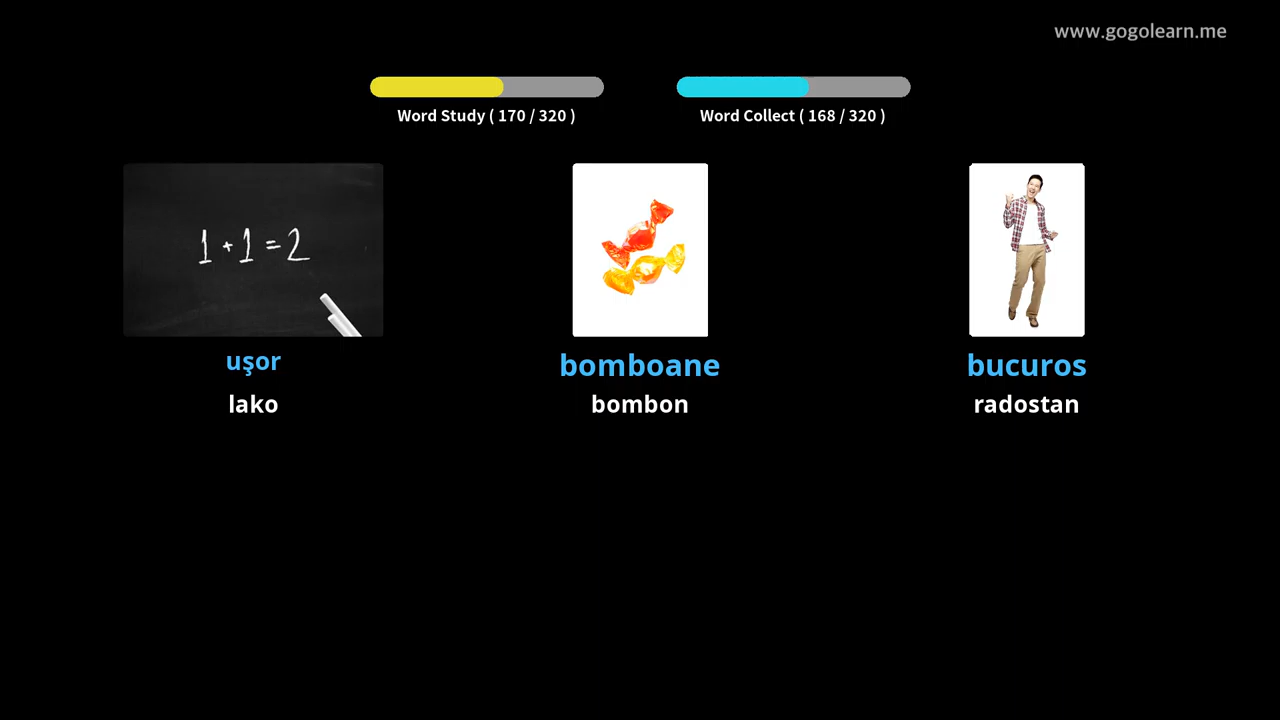 www.gogolearn.me
Word Study ( 170 / 320 )
Word Collect ( 168 / 320 )
1 + 1 = 2
uşor
bomboane
bucuros
lako
bombon
radostan